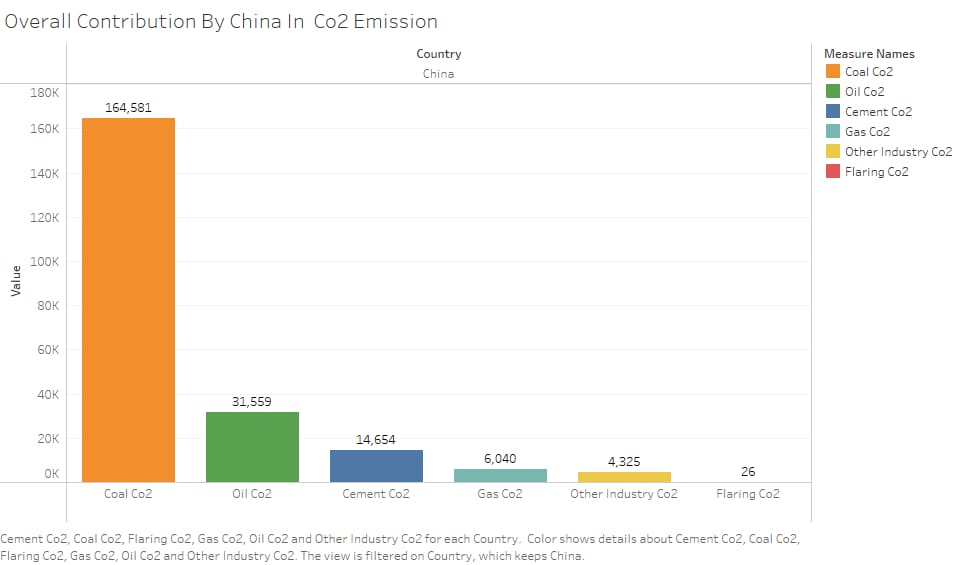 Overall Contribution By China In  Co2 Emission
Country
China
Measure Names
Coal Co2
Oil Co2
Cement Co2
Gas Co2
Other Industry Co2
Flaring Co2
Value
180K
160K
140K
120K
100K
80K
60K
40K
20K
0K
164,581
31,559
14,654
6,040
4,325
26
Coal Co2
Oil Co2
Cement Co2
Gas Co2
Other Industry Co2
Flaring Co2
Cement Co2, Coal Co2, Flaring Co2, Gas Co2, Oil Co2 and Other Industry Co2 for each Country.  Color shows details about Cement Co2, Coal Co2,
Flaring Co2, Gas Co2, Oil Co2 and Other Industry Co2. The view is filtered on Country, which keeps China.